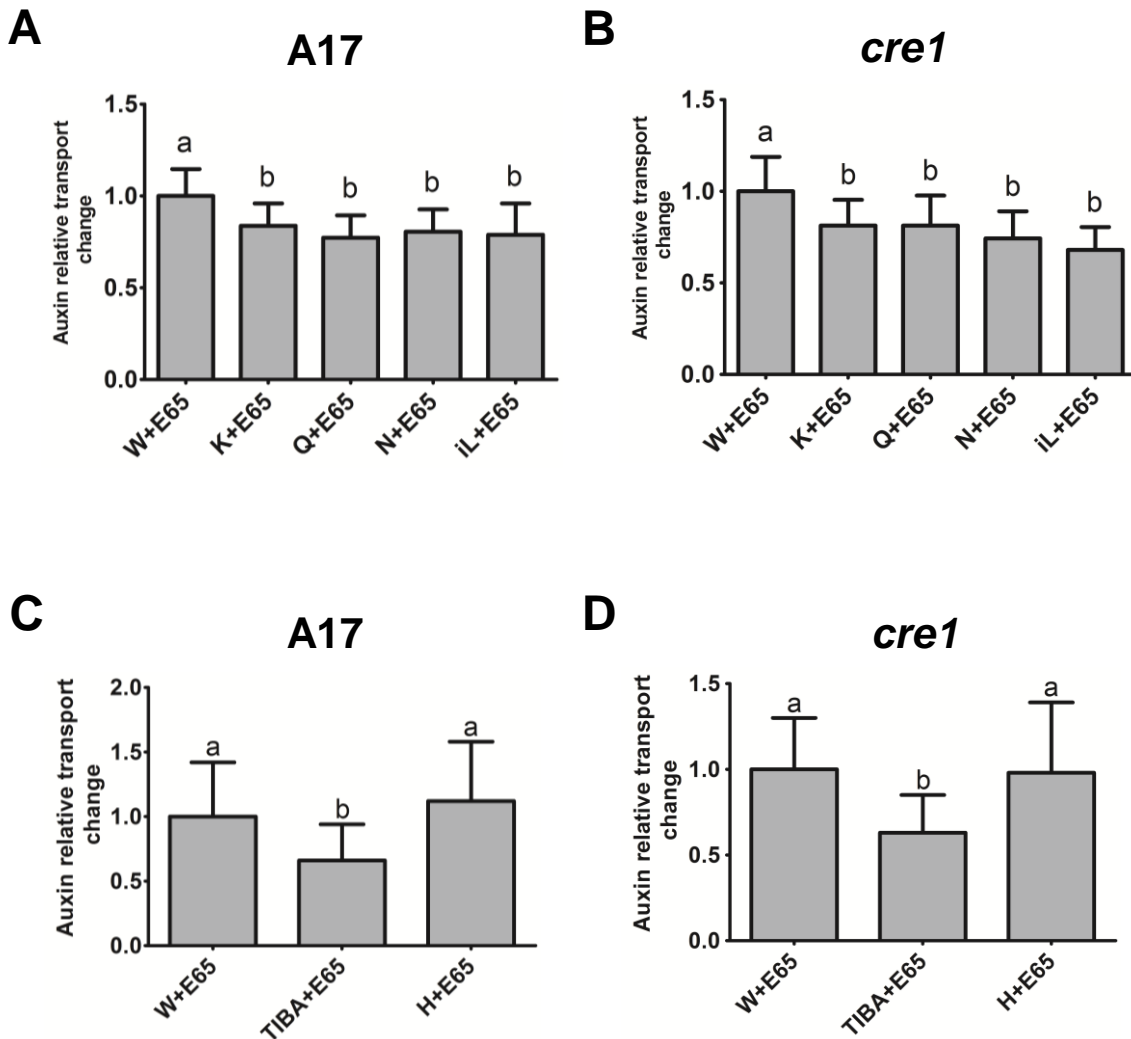 A
A17
Auxin relative transport
change
1.5
1.0
0.5
0.0
a
b
b
b
b
W+E65
K+E65
Q+E65
N+E65
iL+E65
B
cre1
Auxin relative transport
change
1.5
1.0
0.5
0.0
a
b
b
b
b
W+E65
K+E65
Q+E65
N+E65
iL+E65
C
A17
Auxin relative transport
change
2.0
1.5
1.0
0.5
0.0
a
b
a
W+E65
TIBA+E65
H+E65
D
cre1
Auxin relative transport
change
1.5
1.0
0.5
0.0
a
b
a
W+E65
TIBA+E65
H+E65